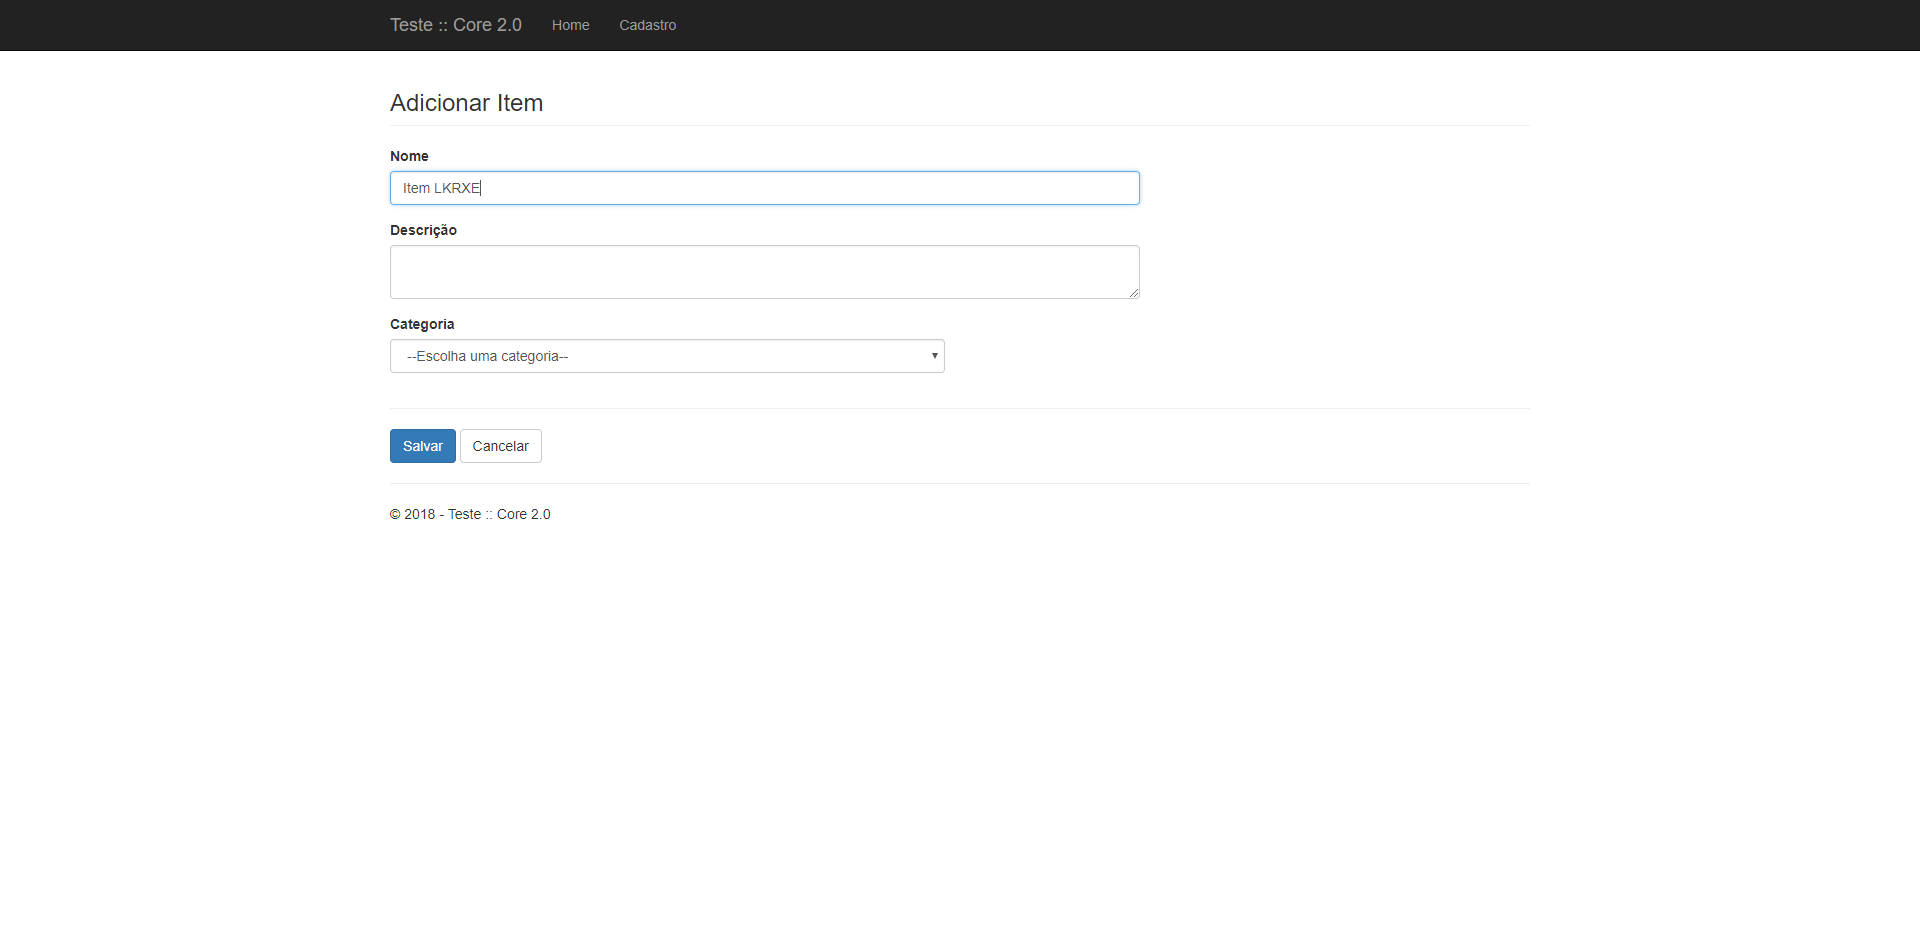 Teste :: Core 2.0 Home Cadastro
Adicionar Item
Nome
Item LKRXE
Descrição
Categoria
--Escolha uma categoria--
Salvar Cancelar
© 2018 - Teste :: Core 2.0